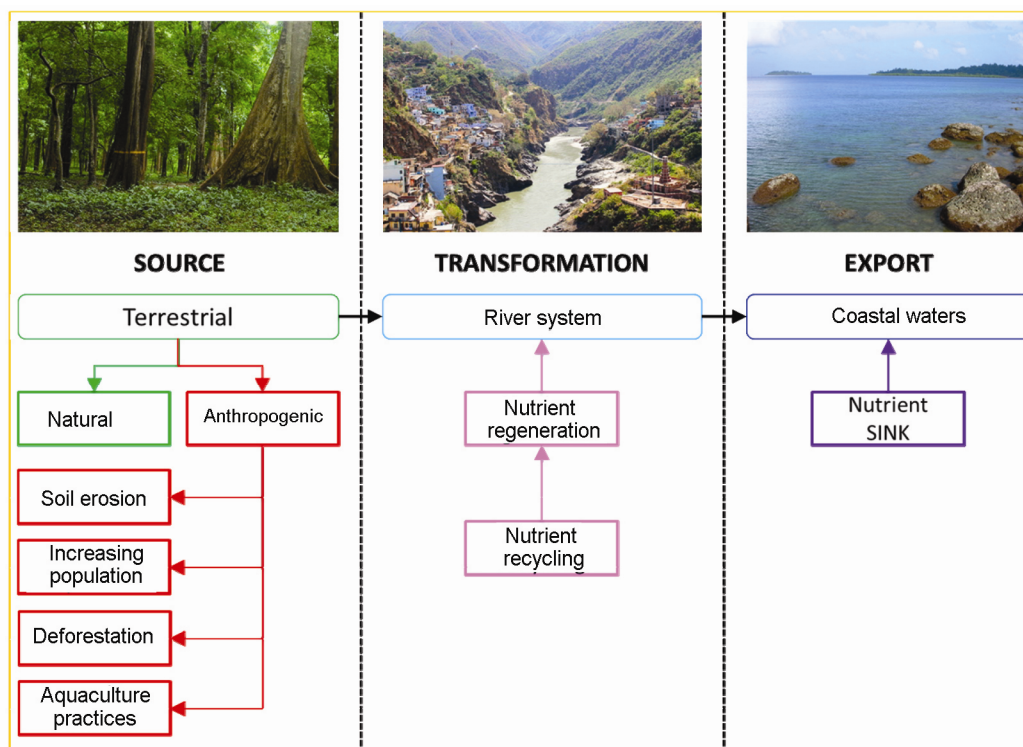 SOURCE
Terrestrial
Natural
Anthropogenic
Soil erosion
Increasing
population
Deforestation
Aquaculture
practices
TRANSFORMATION
River system
Nutrient
regeneration
Nutrient
recycling
EXPORT
Coastal waters
Nutrient
SINK